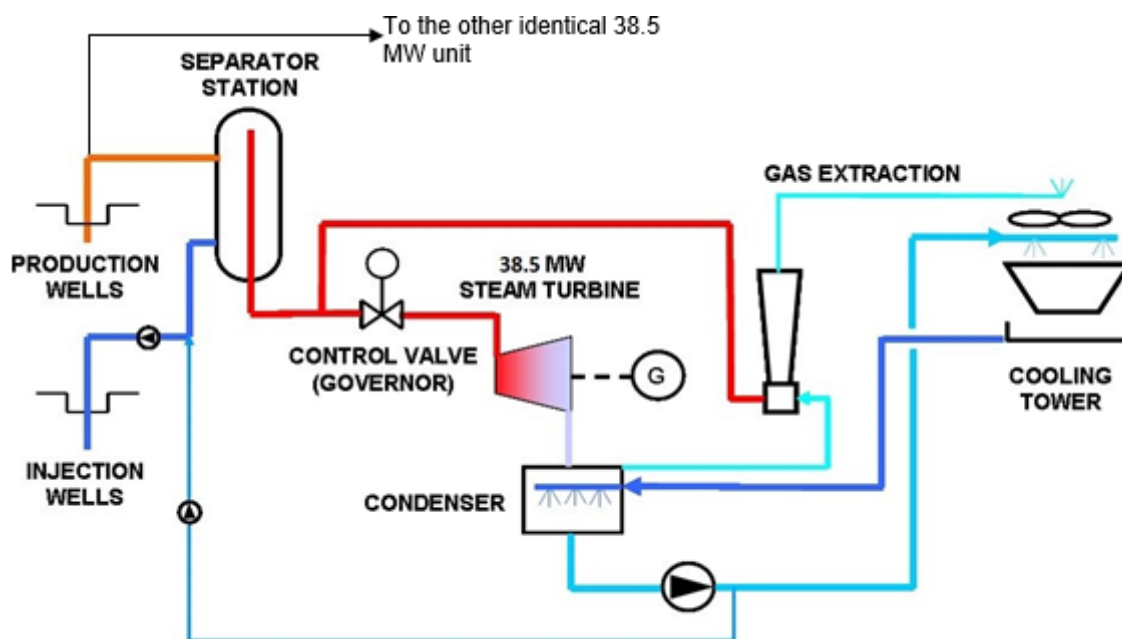 To the other identical 38.5
MW unit
SEPARATOR
STATION
GAS EXTRACTION
PRODUCTION
WELLS
38.5 MW
STEAM TURBINE
CONTROL VALVE
(GOVERNOR)
G
COOLING
TOWER
INJECTION
WELLS
CONDENSER